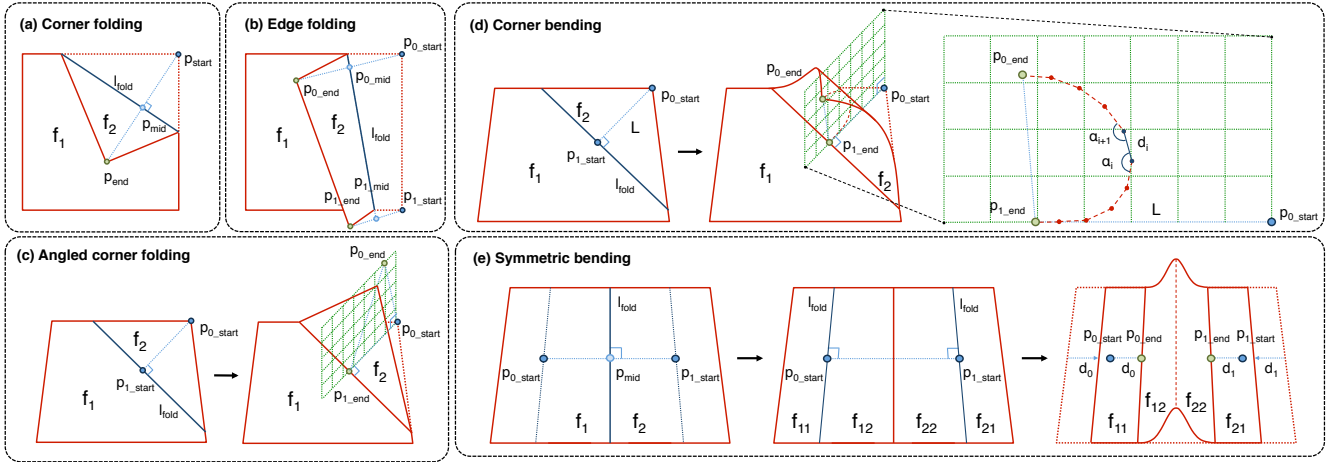 (a) Corner folding
p_start
l_fold
p_mid
f_2
f_1
p_end
(b) Edge folding
p_0_start
p_0_mid
p_0_end
f_2
l_fold
f_1
p_1_mid
p_1_end
p_1_start
(c) Angled corner folding
p_0_start
f_2
p_1_start
f_1
l_fold
p_0_end
p_0_start
f_2
p_1_end
f_1
(d) Corner bending
p_0_start
f_2
L
p_1_start
f_1
l_fold
p_0_end
p_0_start
p_1_end
f_1
f_2
p_0_end
α_i+1
d_i
α_i
p_1_end
L
p_0_start
(e) Symmetric bending
l_fold
p_0_start
p_mid
p_1_start
f_1
f_2
l_fold
l_fold
p_0_start
p_1_start
f_11
f_12
f_22
f_21
p_0_start
p_0_end
p_1_end
p_1_start
d_0
d_0
d_1
d_1
f_11
f_12
f_22
f_21